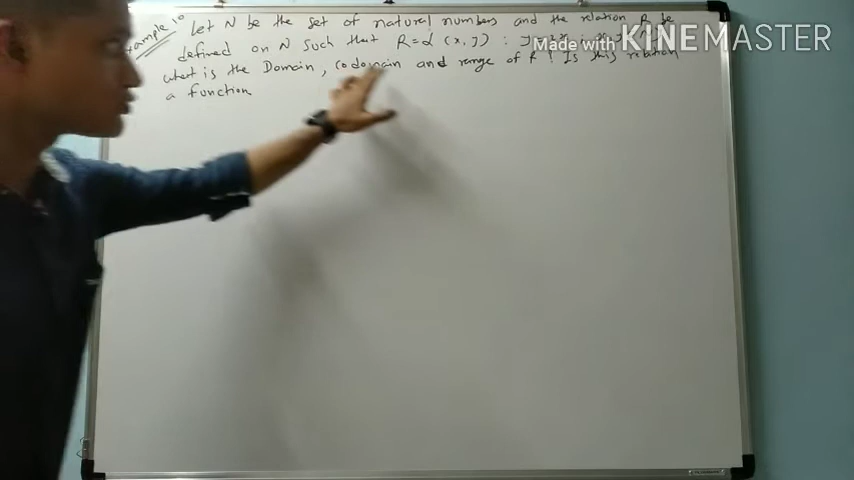 Example 10 Let N be the set of natural numbers and the relation R be
defined on N such that R = { (x, y) : y = 2x
what is the Domain, codomain and range of R ? Is this relation
a function
Made with KINEMASTER